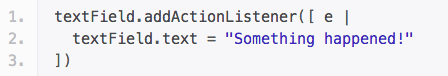 1. textField.addActionListener([ e |
2.   textField.text = "Something happened!"
3. ])